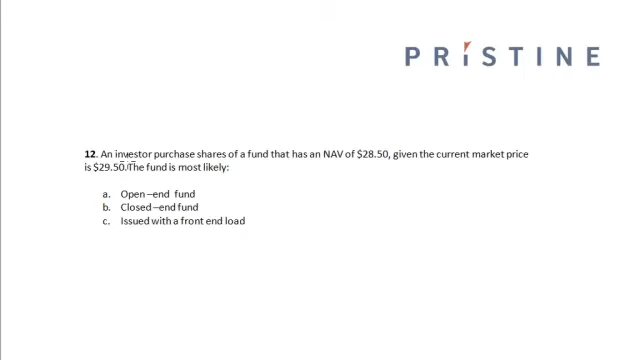 PRISTINE
12. An investor purchase shares of a fund that has an NAV of $28.50, given the current market price
is $29.50. The fund is most likely:
a. Open –end fund
b. Closed –end fund
c. Issued with a front end load